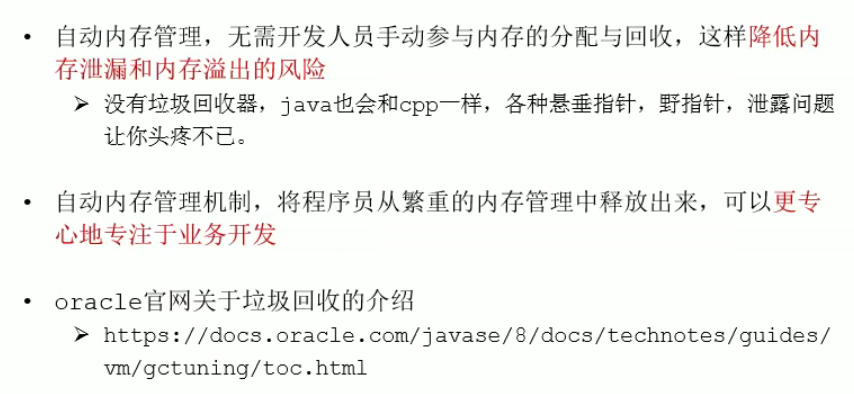 • 自动内存管理，无需开发人员手动参与内存的分配与回收，这样降低内
存泄漏和内存溢出的风险
➢ 没有垃圾回收器，java也会和cpp一样，各种悬垂指针，野指针，泄露问题
让你头疼不已。
• 自动内存管理机制，将程序员从繁重的内存管理中释放出来，可以更专
心地专注于业务开发
• oracle官网关于垃圾回收的介绍
➢ https://docs.oracle.com/javase/8/docs/technotes/guides/
vm/gctuning/toc.html